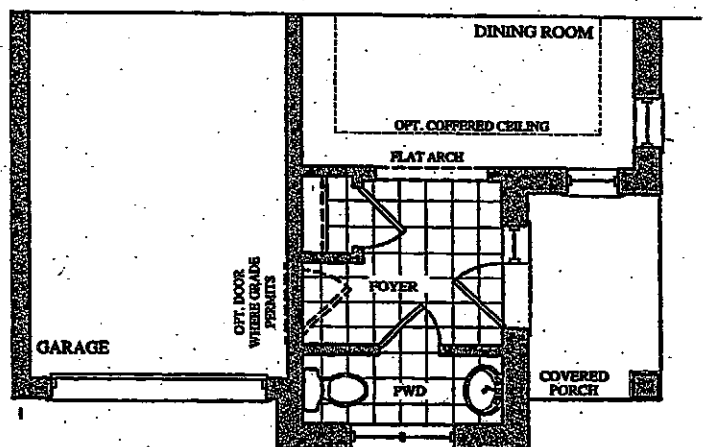 DINING ROOM
OPT. COFFERED CEILING
FLAT ARCH
OPT. DOOR
WHERE GRADE
PERMITS
FOYER
GARAGE
PWD
COVERED
PORCH